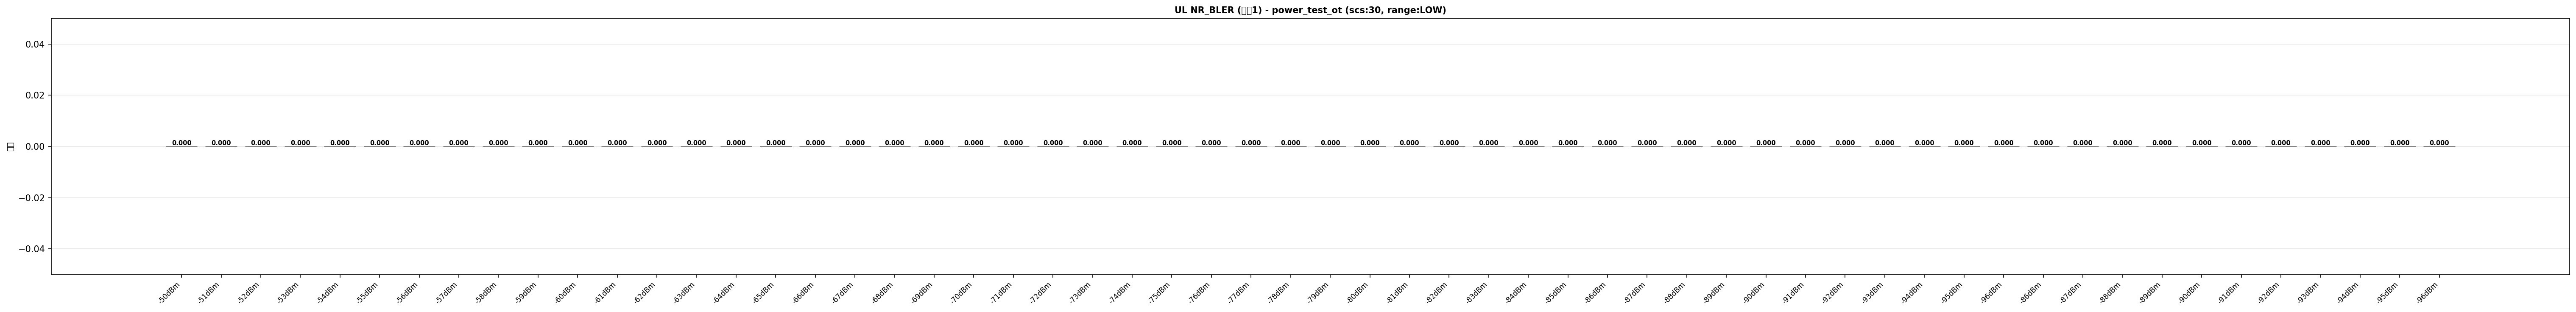 UL NR_BLER (□□1) - power_test_ot (scs:30, range:LOW)
□□
0.04
0.02
0.00
−0.02
−0.04
0.000 0.000 0.000 0.000 0.000 0.000 0.000 0.000 0.000 0.000 0.000 0.000 0.000 0.000 0.000 0.000 0.000 0.000 0.000 0.000 0.000 0.000 0.000 0.000 0.000 0.000 0.000 0.000 0.000 0.000 0.000 0.000 0.000 0.000 0.000 0.000 0.000 0.000 0.000 0.000 0.000 0.000 0.000 0.000 0.000 0.000 0.000 0.000 0.000 0.000 0.000 0.000 0.000 0.000 0.000 0.000 0.000 0.000
-50dBm -51dBm -52dBm -53dBm -54dBm -55dBm -56dBm -57dBm -58dBm -59dBm -60dBm -61dBm -62dBm -63dBm -64dBm -65dBm -66dBm -67dBm -68dBm -69dBm -70dBm -71dBm -72dBm -73dBm -74dBm -75dBm -76dBm -77dBm -78dBm -79dBm -80dBm -81dBm -82dBm -83dBm -84dBm -85dBm -86dBm -87dBm -88dBm -89dBm -90dBm -91dBm -92dBm -93dBm -94dBm -95dBm -96dBm -86dBm -87dBm -88dBm -89dBm -90dBm -91dBm -92dBm -93dBm -94dBm -95dBm -96dBm